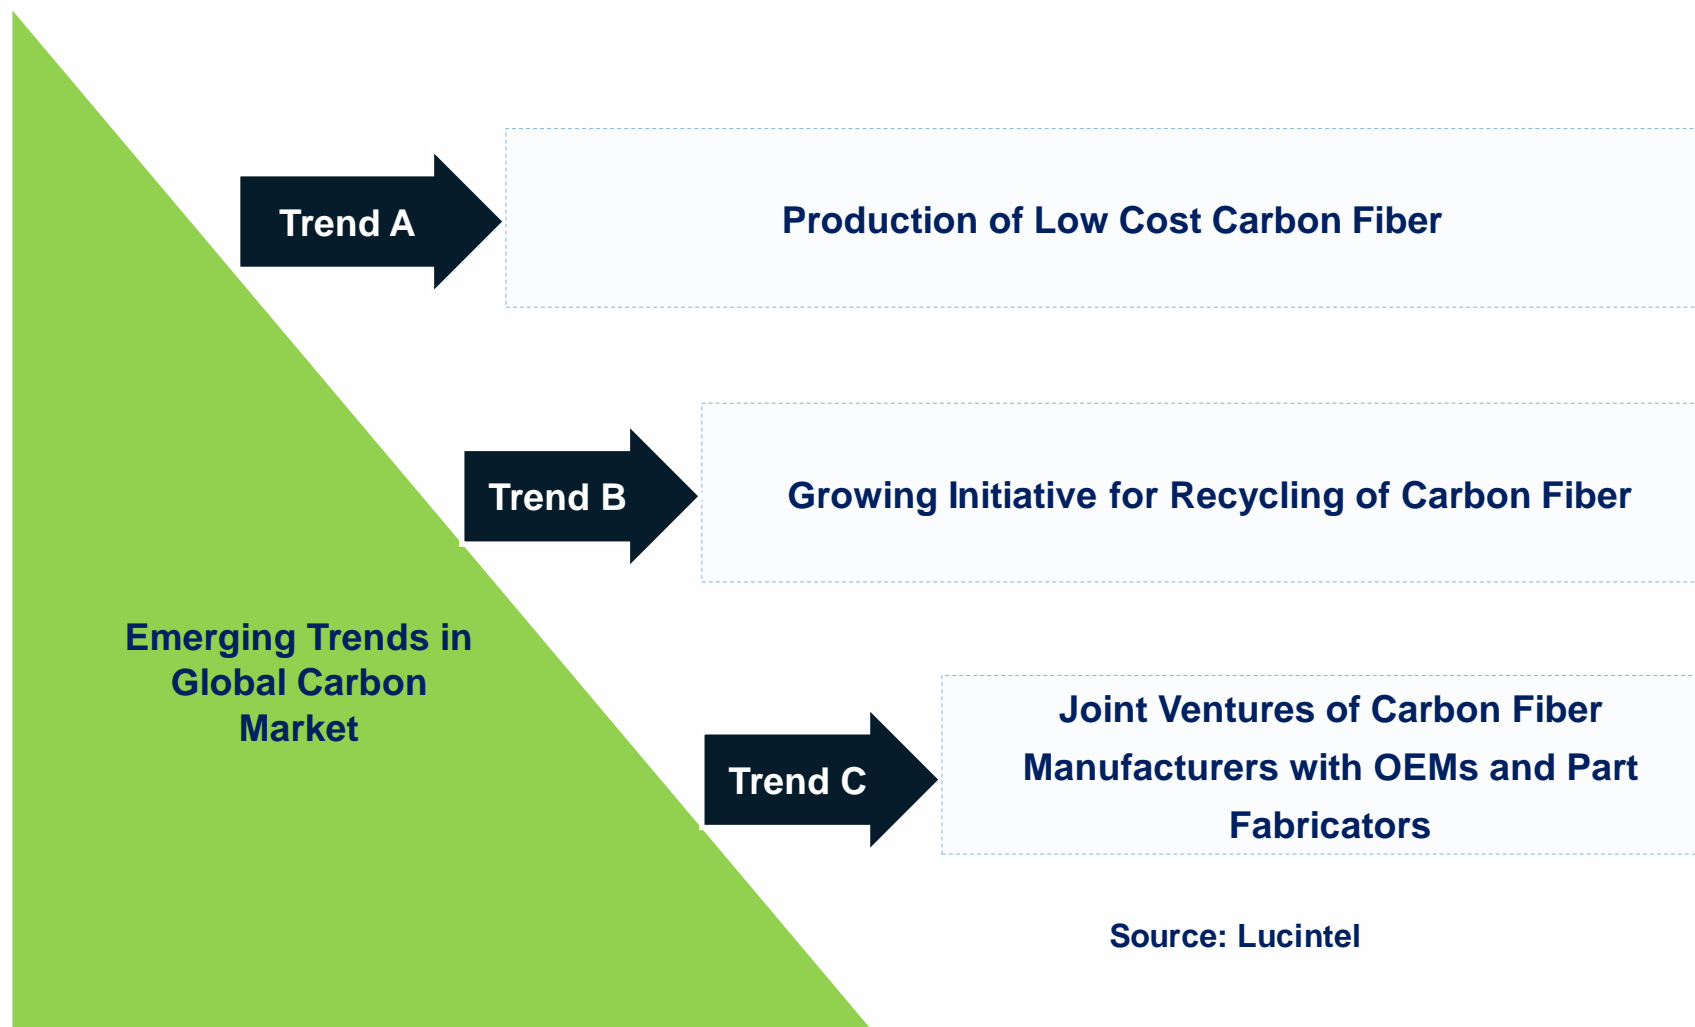 Trend A
Production of Low Cost Carbon Fiber
Trend B
Growing Initiative for Recycling of Carbon Fiber
Emerging Trends in
Global Carbon
Market
Trend C
Joint Ventures of Carbon Fiber
Manufacturers with OEMs and Part
Fabricators
Source: Lucintel